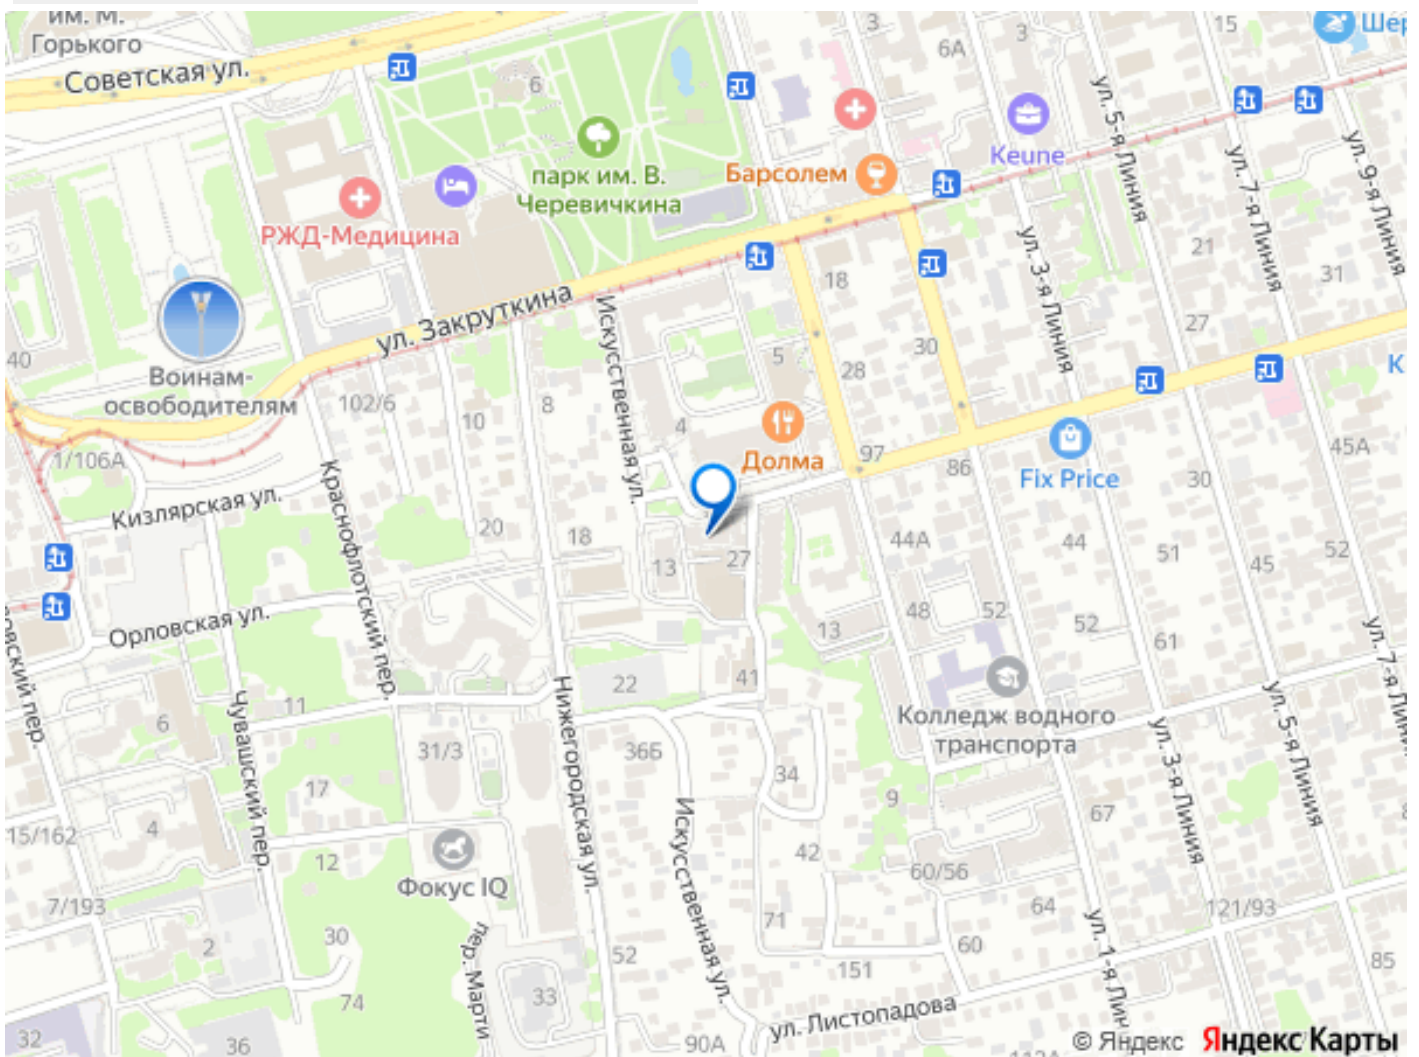 им. М.
Горького
Советская ул.
6
3
6А
3
15
Шер
ул. 5-я Линия
ул. 7-я Линия
ул. 9-я Линия
Keune
Барсолем
парк им. В.
Черевичкина
РЖД-Медицина
ул. 3-я Линия
21
31
18
27
ул. Закруткина
Искусственная ул.
40
Воинам-
освободителям
102/6
10
8
5
28
30
К
4
Долма
97
86
Fix Price
45А
30
1/106А
Кизлярская ул.
Краснофлотский пер.
20
18
13
27
44А
44
51
45
52
Орловская ул.
48
52
52
61
13
ул. 7-я Линия
овский пер.
Чувашский пер.
11
6
Нижегородская ул.
22
41
Колледж водного
транспорта
ул. 3-я Линия
ул. 5-я Линия
31/3
36Б
34
17
9
67
8
15/162
4
12
Искусственная ул.
42
60/56
Фокус IQ
7/193
2
30
пер. Марти
52
71
64
121/93
ул. 1-я Лин
60
151
85
74
33
ул. Листопадова
32
36
90А
112А
© Яндекс Яндекс Карты